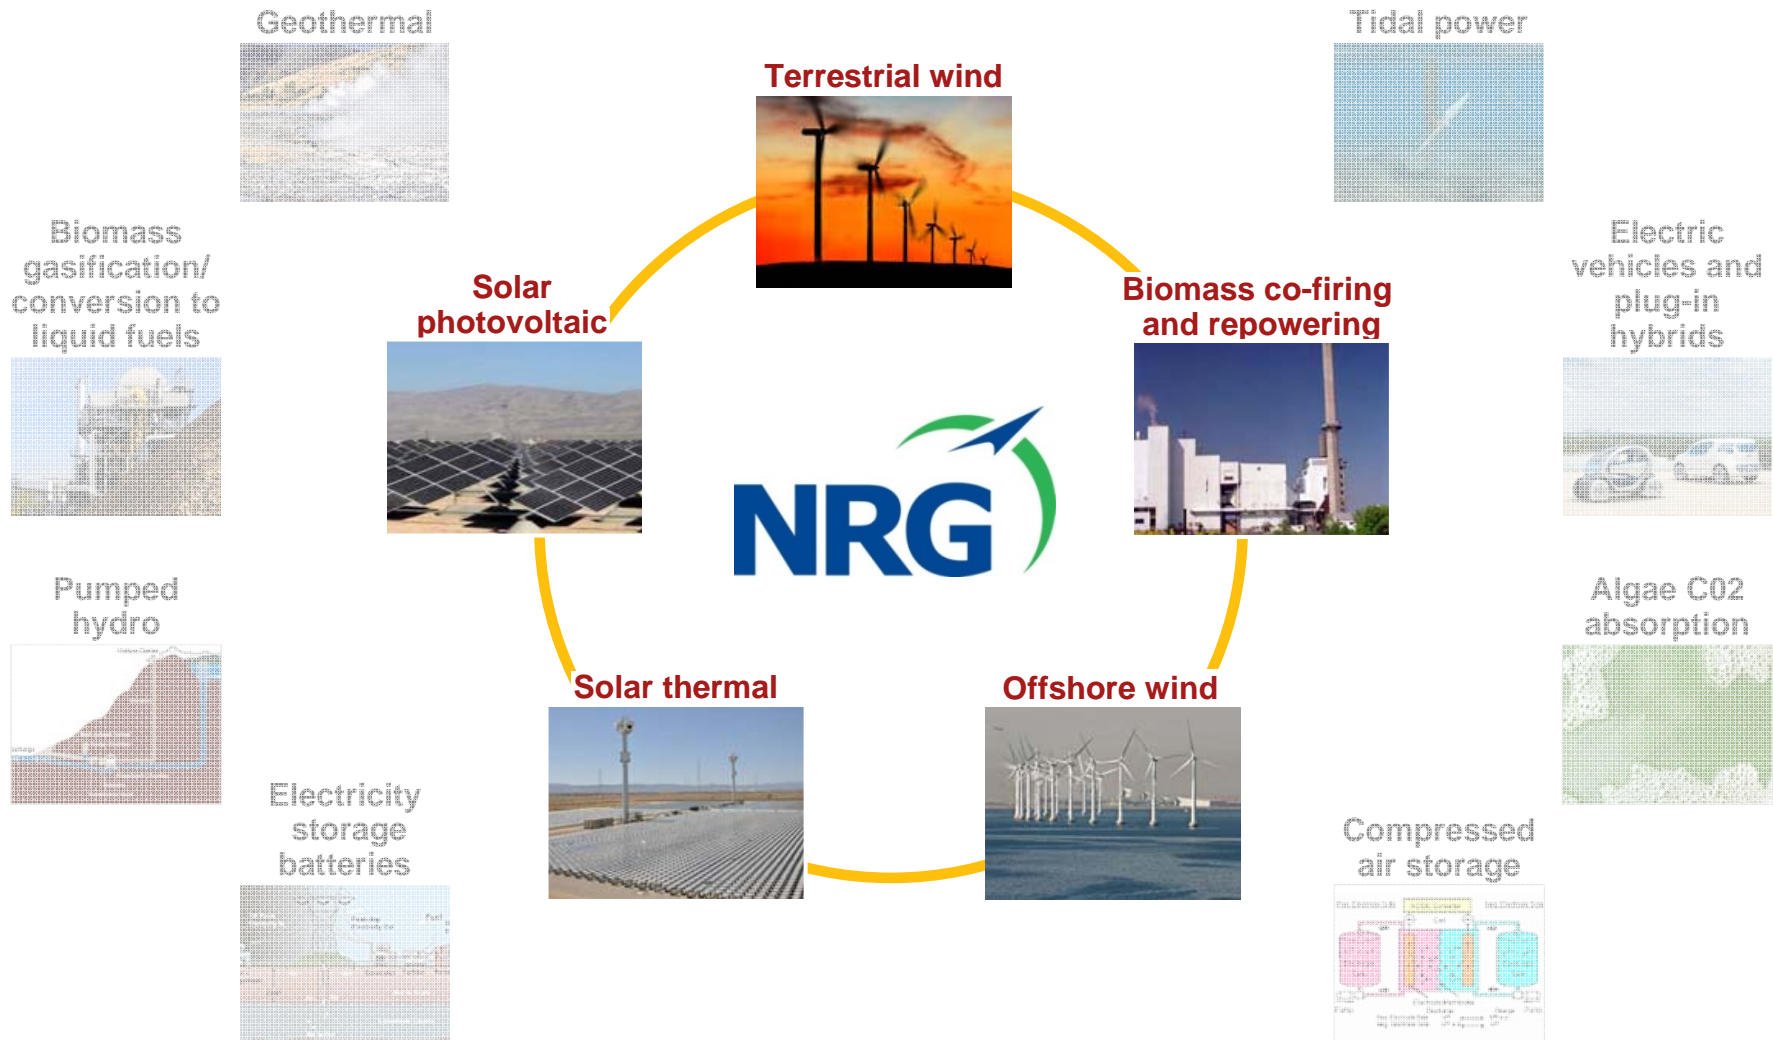 Geothermal
Tidal power
Terrestrial wind
Biomass
gasification/
conversion to
liquid fuels
Electric
vehicles and
plug-in
hybrids
Solar
photovoltaic
Biomass co-firing
and repowering
NRG
Pumped
hydro
Algae C02
absorption
Solar thermal
Offshore wind
Electricity
storage
batteries
Compressed
air storage